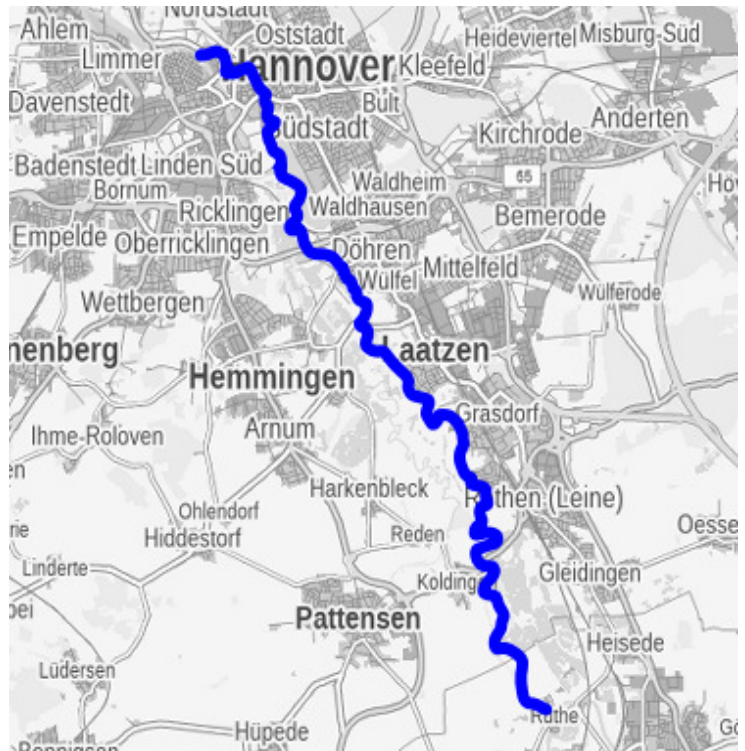 Nordstadt
Ahlem
Oststadt
Heideviertel
Misburg-Süd
Limmer
Hannover
Kleefeld
Davenstedt
Bult
Anderten
Südstadt
Kirchrode
Badenstedt
Linden Süd
65
Bornum
Waldheim
Ricklingen
Waldhausen
Bemerode
Empelde
Oberricklingen
Döhren
Mittelfeld
Wülfel
Wettbergen
Wülferode
nenberg
Laatzen
Hemmingen
Grasdorf
Ihme-Roloven
Arnum
Harkenbleck
Rethen (Leine)
Ohlendorf
rie
Hiddestorf
Reden
Oesse
Linderte
Koldingen
Gleidingen
bei
Pattensen
Heisede
Lüdersen
Ruthe
Hüpede